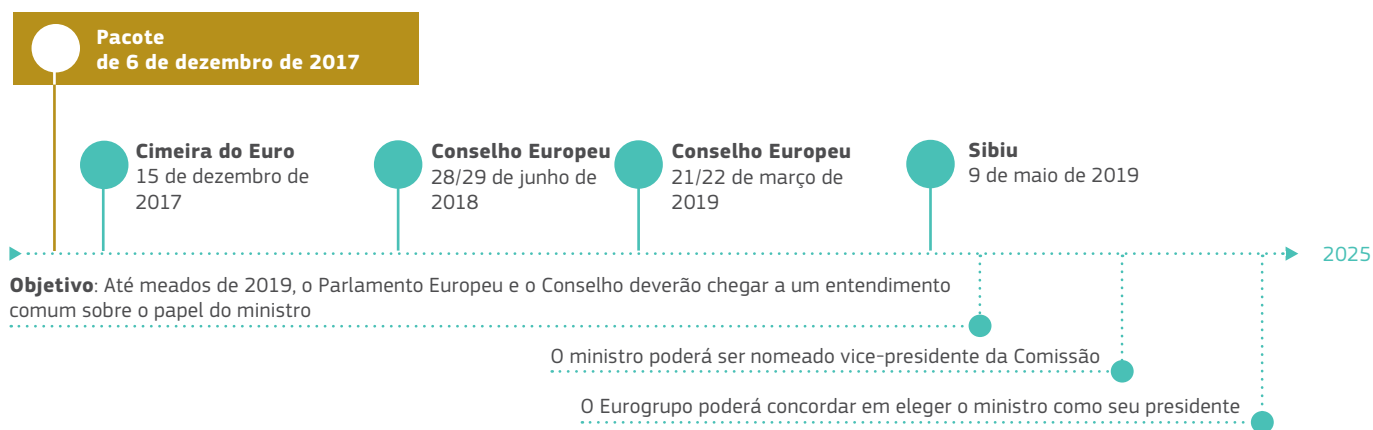 Pacote
de 6 de dezembro de 2017
Cimeira do Euro
15 de dezembro de
2017
Conselho Europeu
28/29 de junho de
2018
Conselho Europeu
21/22 de março de
2019
Sibiu
9 de maio de 2019
2025
Objetivo: Até meados de 2019, o Parlamento Europeu e o Conselho deverão chegar a um entendimento
comum sobre o papel do ministro
O ministro poderá ser nomeado vice-presidente da Comissão
O Eurogrupo poderá concordar em eleger o ministro como seu presidente